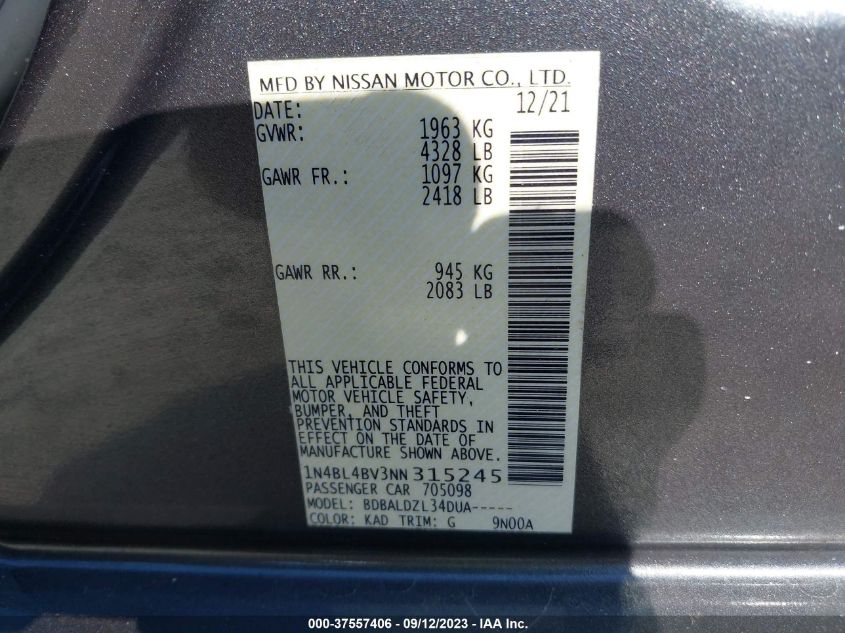 MFD BY NISSAN MOTOR CO., LTD.
DATE: 12/21
GVWR: 1963 KG
4328 LB
GAWR FR.: 1097 KG
2418 LB
GAWR RR.: 945 KG
2083 LB
THIS VEHICLE CONFORMS TO
ALL APPLICABLE FEDERAL
MOTOR VEHICLE SAFETY,
BUMPER, AND THEFT
PREVENTION STANDARDS IN
EFFECT ON THE DATE OF
MANUFACTURE SHOWN ABOVE.
1N4BL4BV3NN315245
PASSENGER CAR 705098
MODEL: BDBALDZL34DUA-----
COLOR: KAD TRIM: G 9N00A
000-37557406 - 09/12/2023 - IAA Inc.